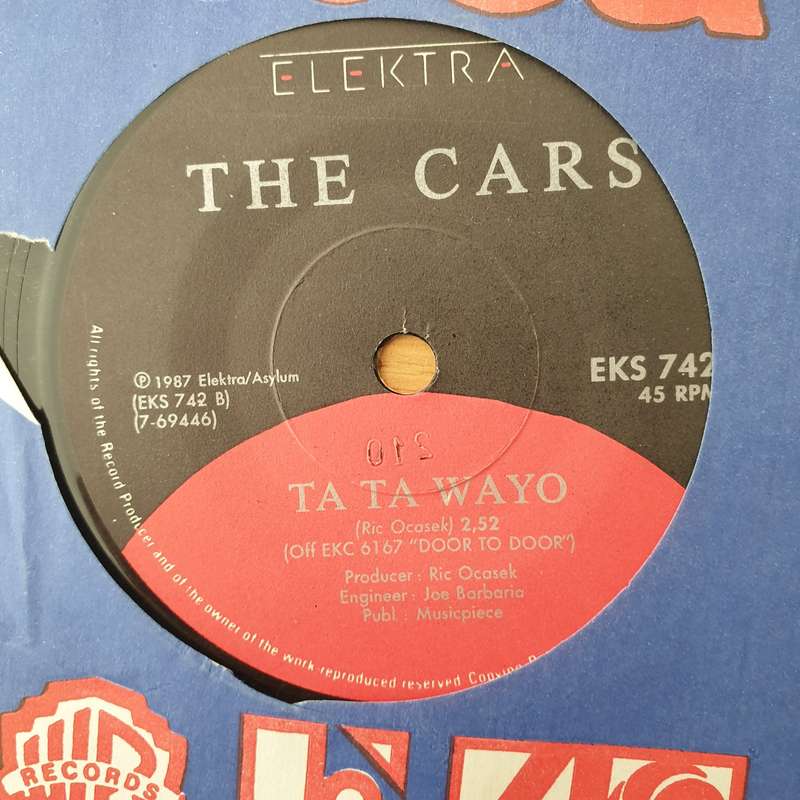 ELEKTRA
THE CARS
℗ 1987 Elektra/Asylum
(EKS 742 B)
(7-69446)
EKS 742
45 RPM
210
TA TA WAYO
(Ric Ocasek) 2,52
(Off EKC 6167 "DOOR TO DOOR")
Producer : Ric Ocasek
Engineer : Joe Barbaria
Publ. : Musicpiece
All rights of the Record Producer and of the owner of the work reproduced reserved. Copying
RECORDS